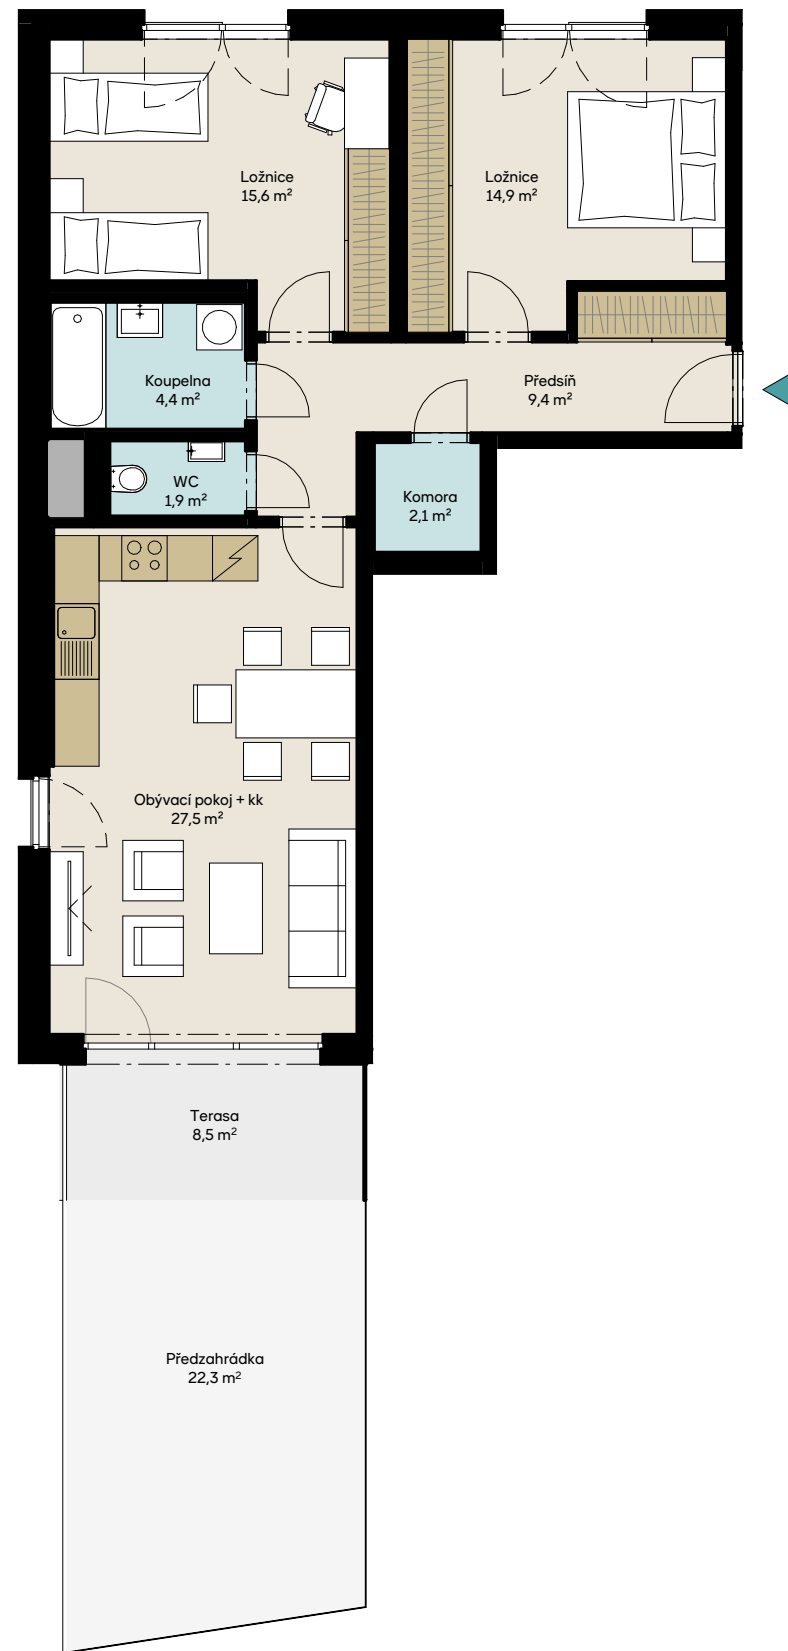 Ložnice
15,6 m²
Ložnice
14,9 m²
Koupelna
4,4 m²
Předsíň
9,4 m²
WC
1,9 m²
Komora
2,1 m²
Obývací pokoj + kk
27,5 m²
Terasa
8,5 m²
Předzahrádka
22,3 m²